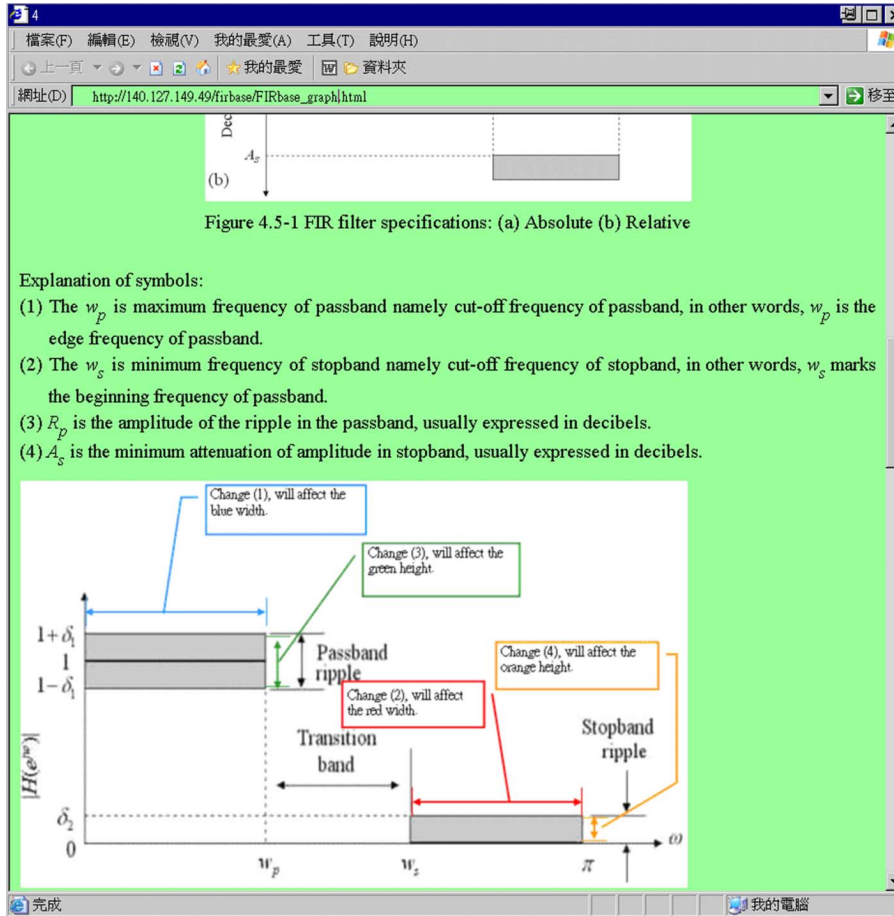 4
檔案(F) 編輯(E) 檢視(V) 我的最愛(A) 工具(T) 說明(H)
上一頁 我的最愛 資料夾
網址(D) http://140.127.149.49/firbase/FIRbase_graph.html 移至
Dec
A_s
(b)
Figure 4.5-1 FIR filter specifications: (a) Absolute (b) Relative
Explanation of symbols:
(1) The w_p is maximum frequency of passband namely cut-off frequency of passband, in other words, w_p is the
edge frequency of passband.
(2) The w_s is minimum frequency of stopband namely cut-off frequency of stopband, in other words, w_s marks
the beginning frequency of passband.
(3) R_p is the amplitude of the ripple in the passband, usually expressed in decibels.
(4) A_s is the minimum attenuation of amplitude in stopband, usually expressed in decibels.
Change (1), will affect the
blue width.
Change (3), will affect the
green height.
1+δ₁
1
1−δ₁
Passband
ripple
Change (4), will affect the
orange height.
Change (2), will affect
the red width.
Transition
band
Stopband
ripple
|H(e^{jw})|
δ₂
0
w_p
w_s
π
ω
完成 我的電腦